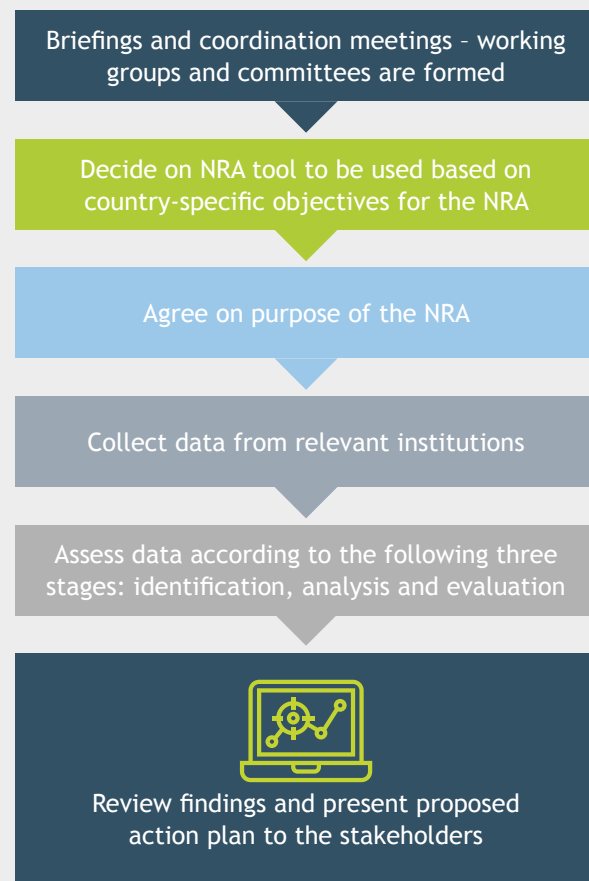 Briefings and coordination meetings – working
groups and committees are formed
Decide on NRA tool to be used based on
country-specific objectives for the NRA
Agree on purpose of the NRA
Collect data from relevant institutions
Assess data according to the following three
stages: identification, analysis and evaluation
Review findings and present proposed
action plan to the stakeholders